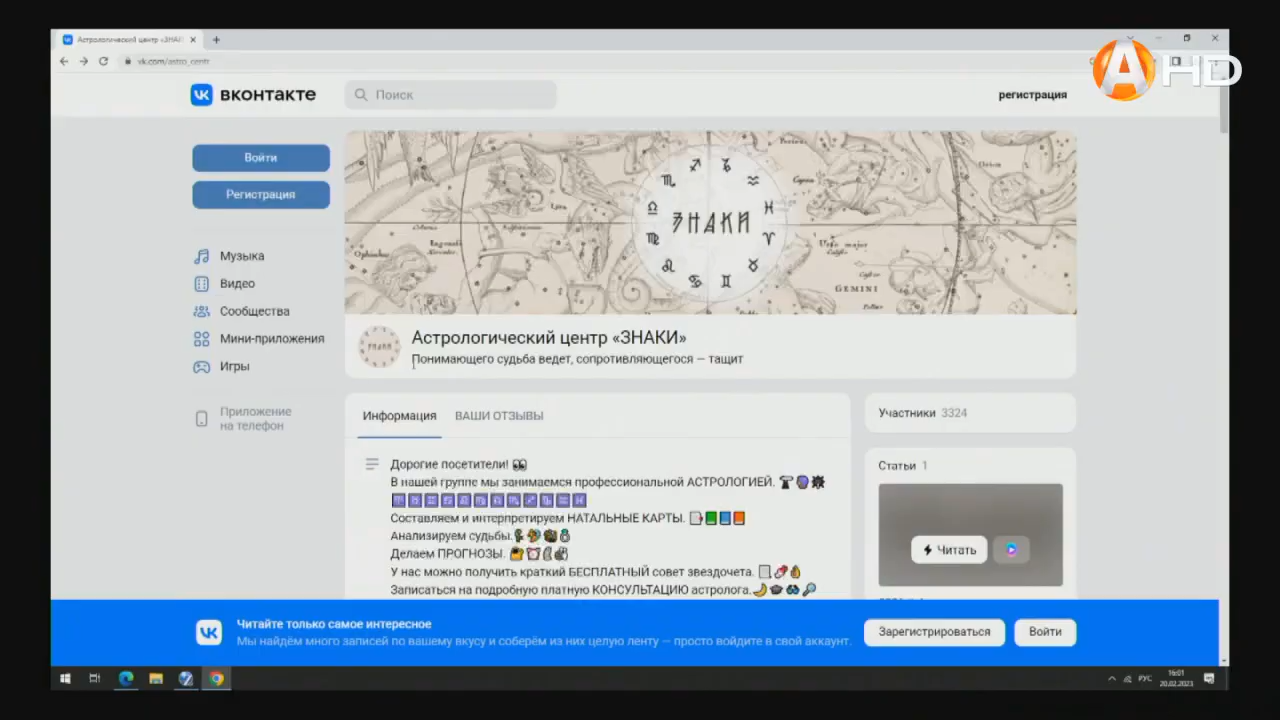 Астрологический центр «ЗНАКИ
vk.com/astro_centr
HD
вконтакте
Поиск
регистрация
Войти
Регистрация
Музыка
Видео
Сообщества
Мини-приложения
Игры
Приложение
на телефон
ЗНАКИ
GEMINI
Астрологический центр «ЗНАКИ»
Понимающего судьба ведет, сопротивляющегося — тащит
Информация
ВАШИ ОТЗЫВЫ
Дорогие посетители!
В нашей группе мы занимаемся профессиональной АСТРОЛОГИЕЙ.
Составляем и интерпретируем НАТАЛЬНЫЕ КАРТЫ.
Анализируем судьбы.
Делаем ПРОГНОЗЫ.
У нас можно получить краткий БЕСПЛАТНЫЙ совет звездочета.
Записаться на подробную платную КОНСУЛЬТАЦИЮ астролога.
Участники 3324
Статьи 1
Читать
Читайте только самое интересное
Мы найдём много записей по вашему вкусу и соберём из них целую ленту — просто войдите в свой аккаунт.
Зарегистрироваться
Войти
РУС
16:01
20.02.2023